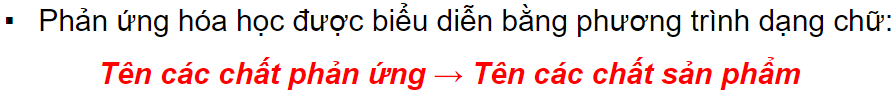 ▪ Phản ứng hóa học được biểu diễn bằng phương trình dạng chữ:
Tên các chất phản ứng → Tên các chất sản phẩm